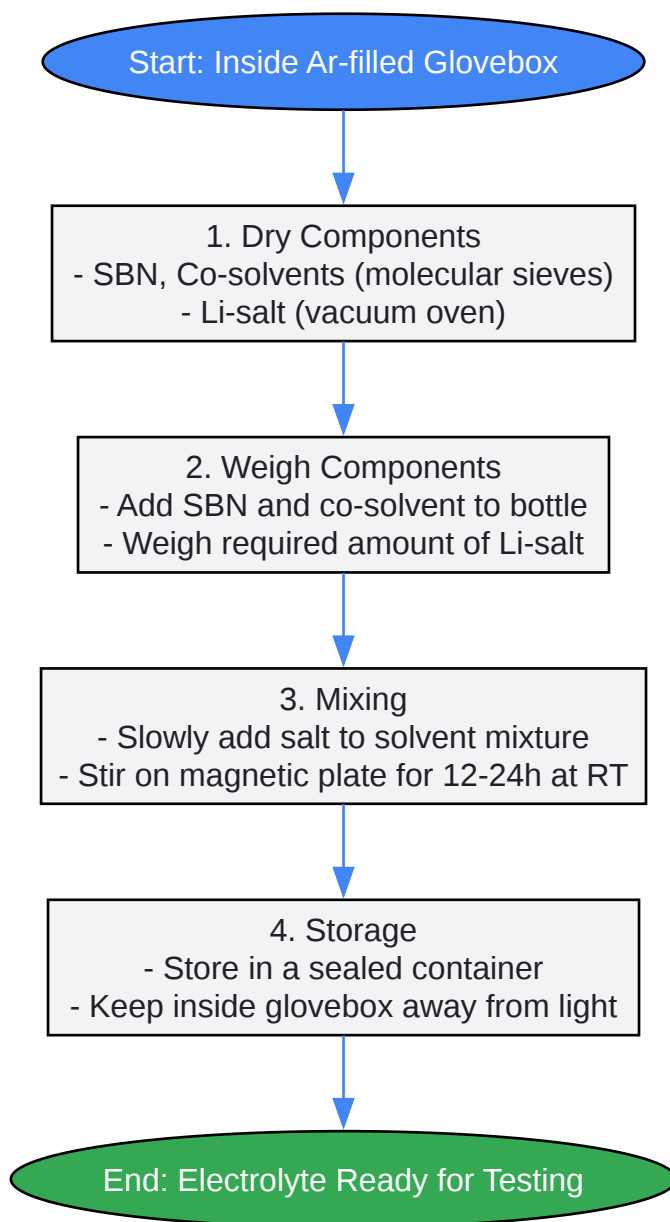 Start: Inside Ar-filled Glovebox
1. Dry Components
- SBN, Co-solvents (molecular sieves)
- Li-salt (vacuum oven)
2. Weigh Components
- Add SBN and co-solvent to bottle
- Weigh required amount of Li-salt
3. Mixing
- Slowly add salt to solvent mixture
- Stir on magnetic plate for 12-24h at RT
4. Storage
- Store in a sealed container
- Keep inside glovebox away from light
End: Electrolyte Ready for Testing